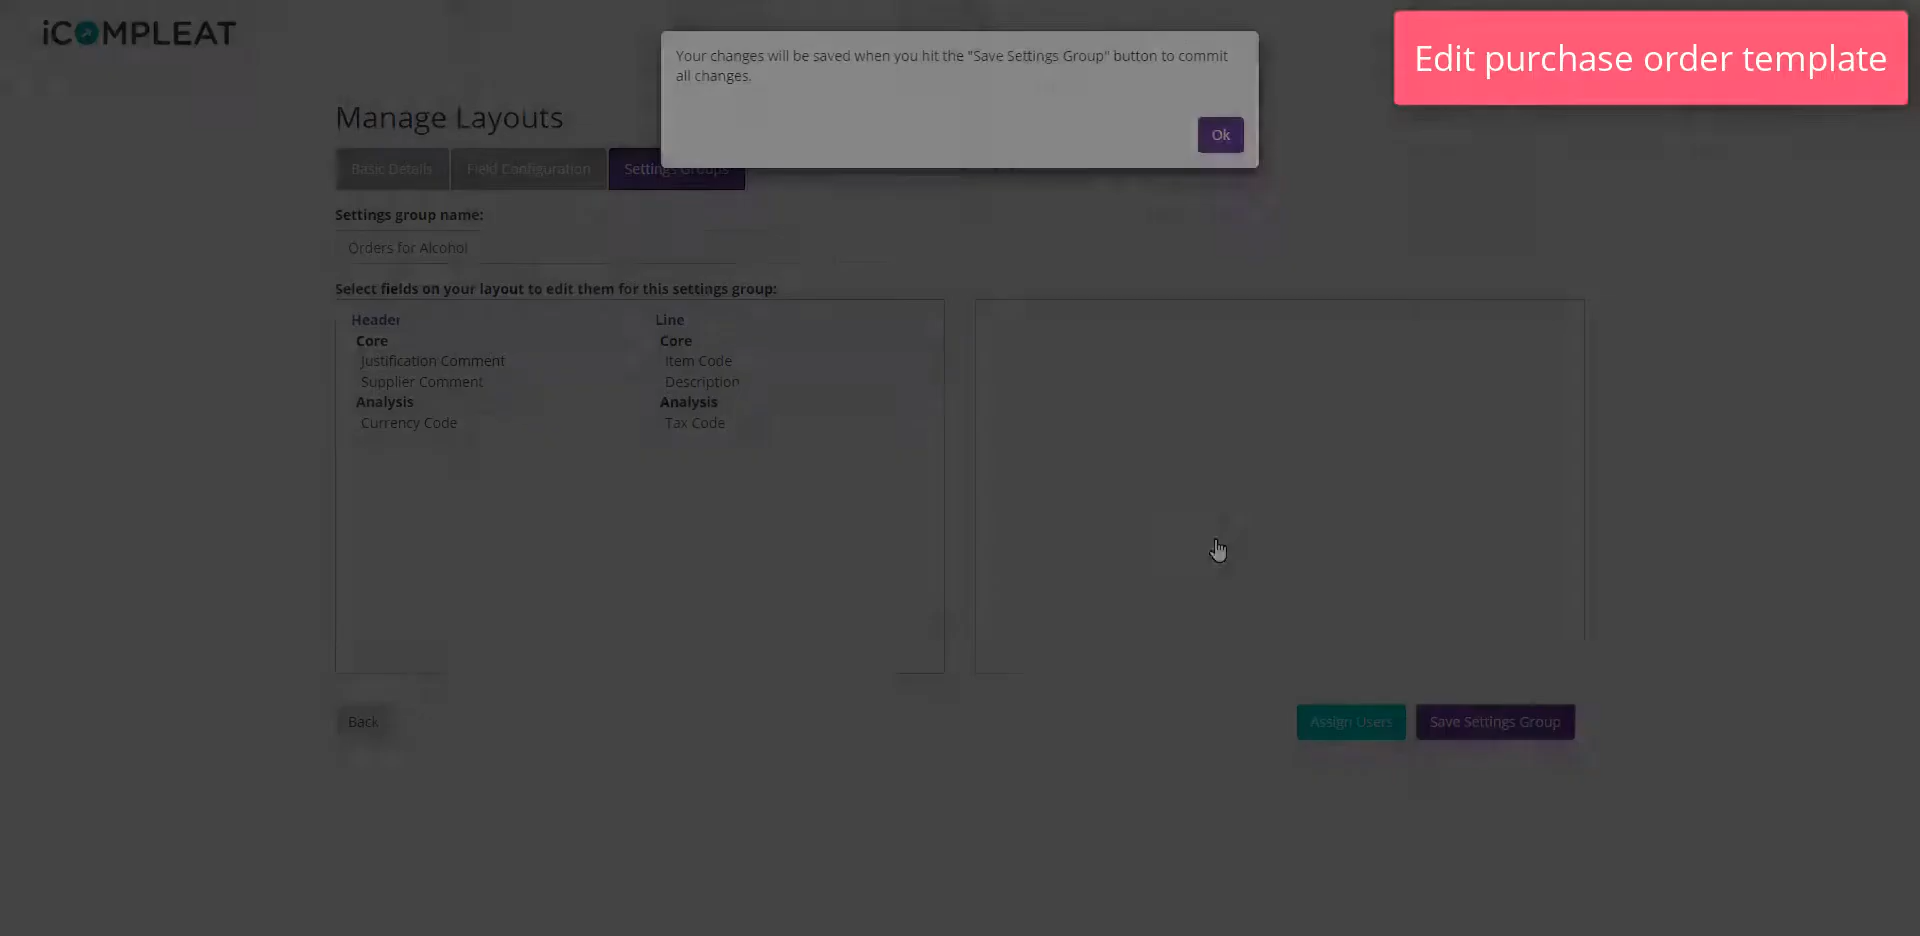 iCOMPLEAT
Your changes will be saved when you hit the "Save Settings Group" button to commit
all changes.
Ok
Edit purchase order template
Manage Layouts
Basic Details
Field Configuration
Settings Groups
Settings group name:
Orders for Alcohol
Select fields on your layout to edit them for this settings group:
Header
Core
Justification Comment
Supplier Comment
Analysis
Currency Code
Line
Core
Item Code
Description
Analysis
Tax Code
Back
Assign Users
Save Settings Group